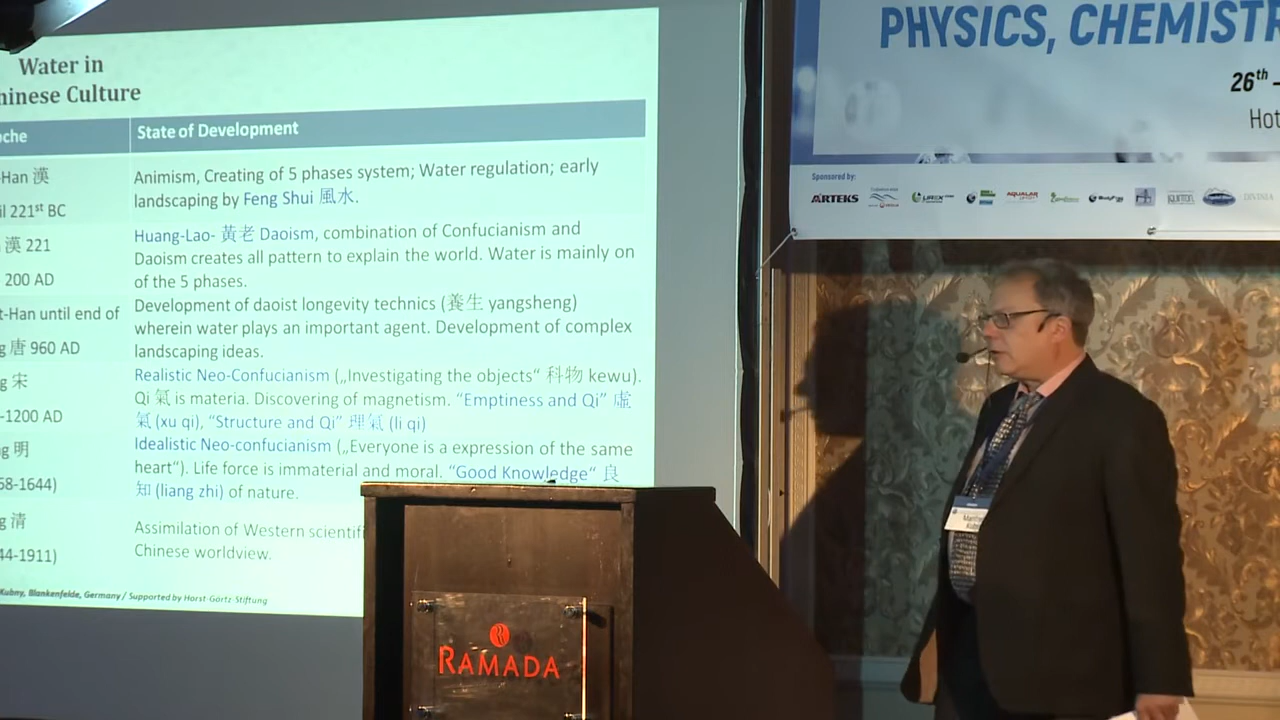 Water in
hinese Culture
oche
State of Development
-Han 漢
il 221st BC
Animism, Creating of 5 phases system; Water regulation; early
landscaping by Feng Shui 風水.
漢 221
200 AD
Huang-Lao- 黃老 Daoism, combination of Confucianism and
Daoism creates all pattern to explain the world. Water is mainly on
of the 5 phases.
t-Han until end of
g 唐 960 AD
Development of daoist longevity technics (養生 yangsheng)
wherein water plays an important agent. Development of complex
landscaping ideas.
g 宋
-1200 AD
Realistic Neo-Confucianism („Investigating the objects“ 科物 kewu).
Qi 氣 is materia. Discovering of magnetism. “Emptiness and Qi” 虛
氣 (xu qi), “Structure and Qi” 理氣 (li qi)
g 明
58-1644)
Idealistic Neo-confucianism („Everyone is a expression of the same
heart“). Life force is immaterial and moral. “Good Knowledge“ 良
知 (liang zhi) of nature.
g 清
44-1911)
Assimilation of Western scientifi
Chinese worldview.
Kubny, Blankenfelde, Germany / Supported by Horst-Görtz-Stiftung
PHYSICS, CHEMISTR
26th -
Hot
Sponsored by:
ARTEKS
RAMADA